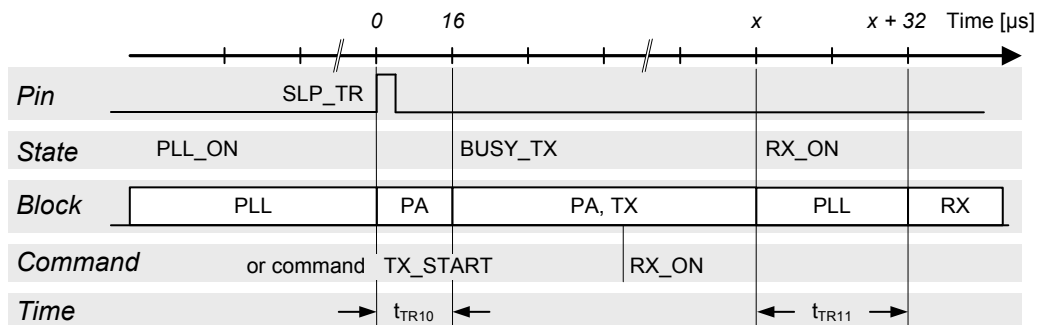 0 16 x x + 32 Time [µs]
Pin SLP_TR
State PLL_ON BUSY_TX RX_ON
Block PLL PA PA, TX PLL RX
Command or command TX_START RX_ON
Time tTR10 tTR11